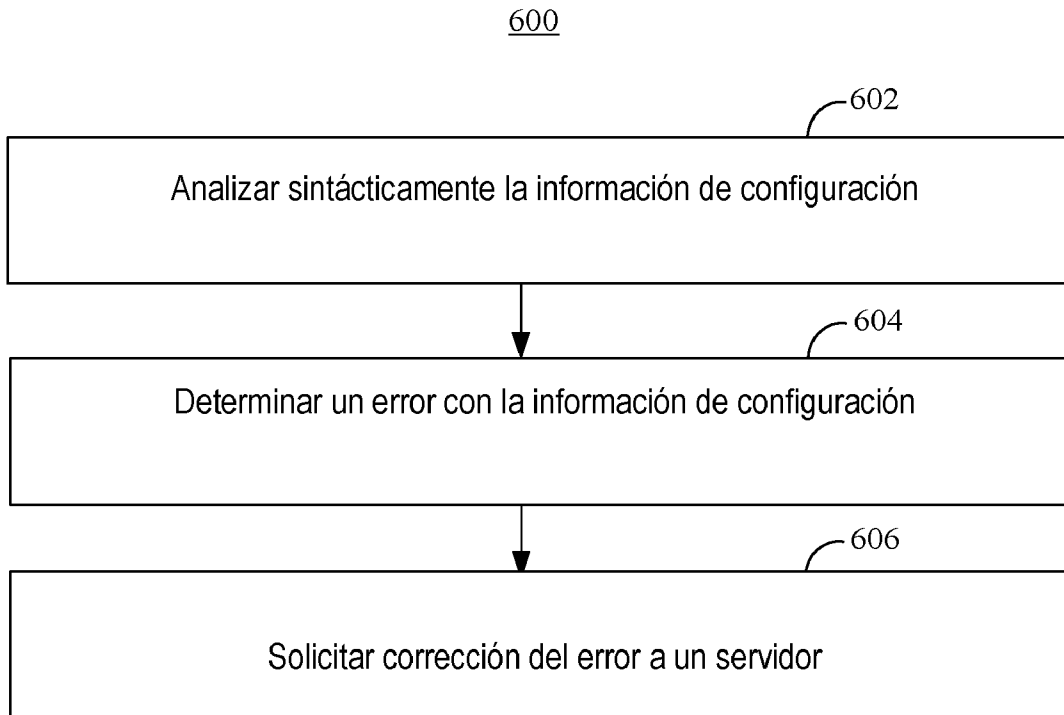 600
602
Analizar sintácticamente la información de configuración
604
Determinar un error con la información de configuración
606
Solicitar corrección del error a un servidor